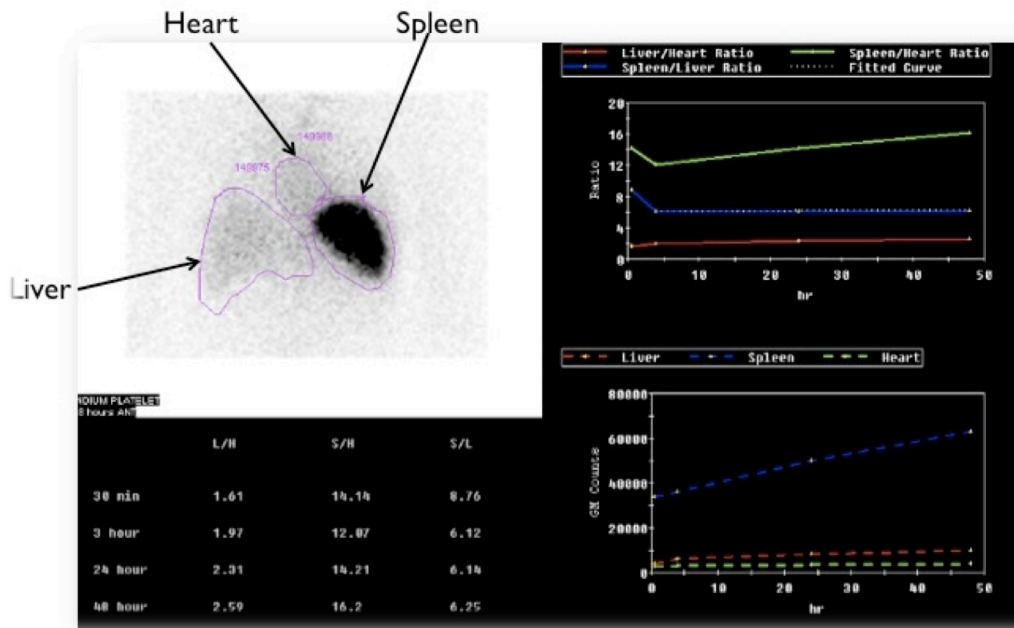 Heart Spleen
Liver/Heart Ratio Spleen/Heart Ratio
Spleen/Liver Ratio Fitted Curve
149988
149975
Liver
20
16
12
8
4
0
Ratio
0 10 20 30 40 50
hr
Liver Spleen Heart
80000
60000
40000
20000
0
GM Counts
0 10 20 30 40 50
hr
NDIUM PLATELET
8 hours ANT
L/H S/H S/L
30 min 1.61 14.14 8.76
3 hour 1.97 12.07 6.12
24 hour 2.31 14.21 6.14
48 hour 2.59 16.2 6.25